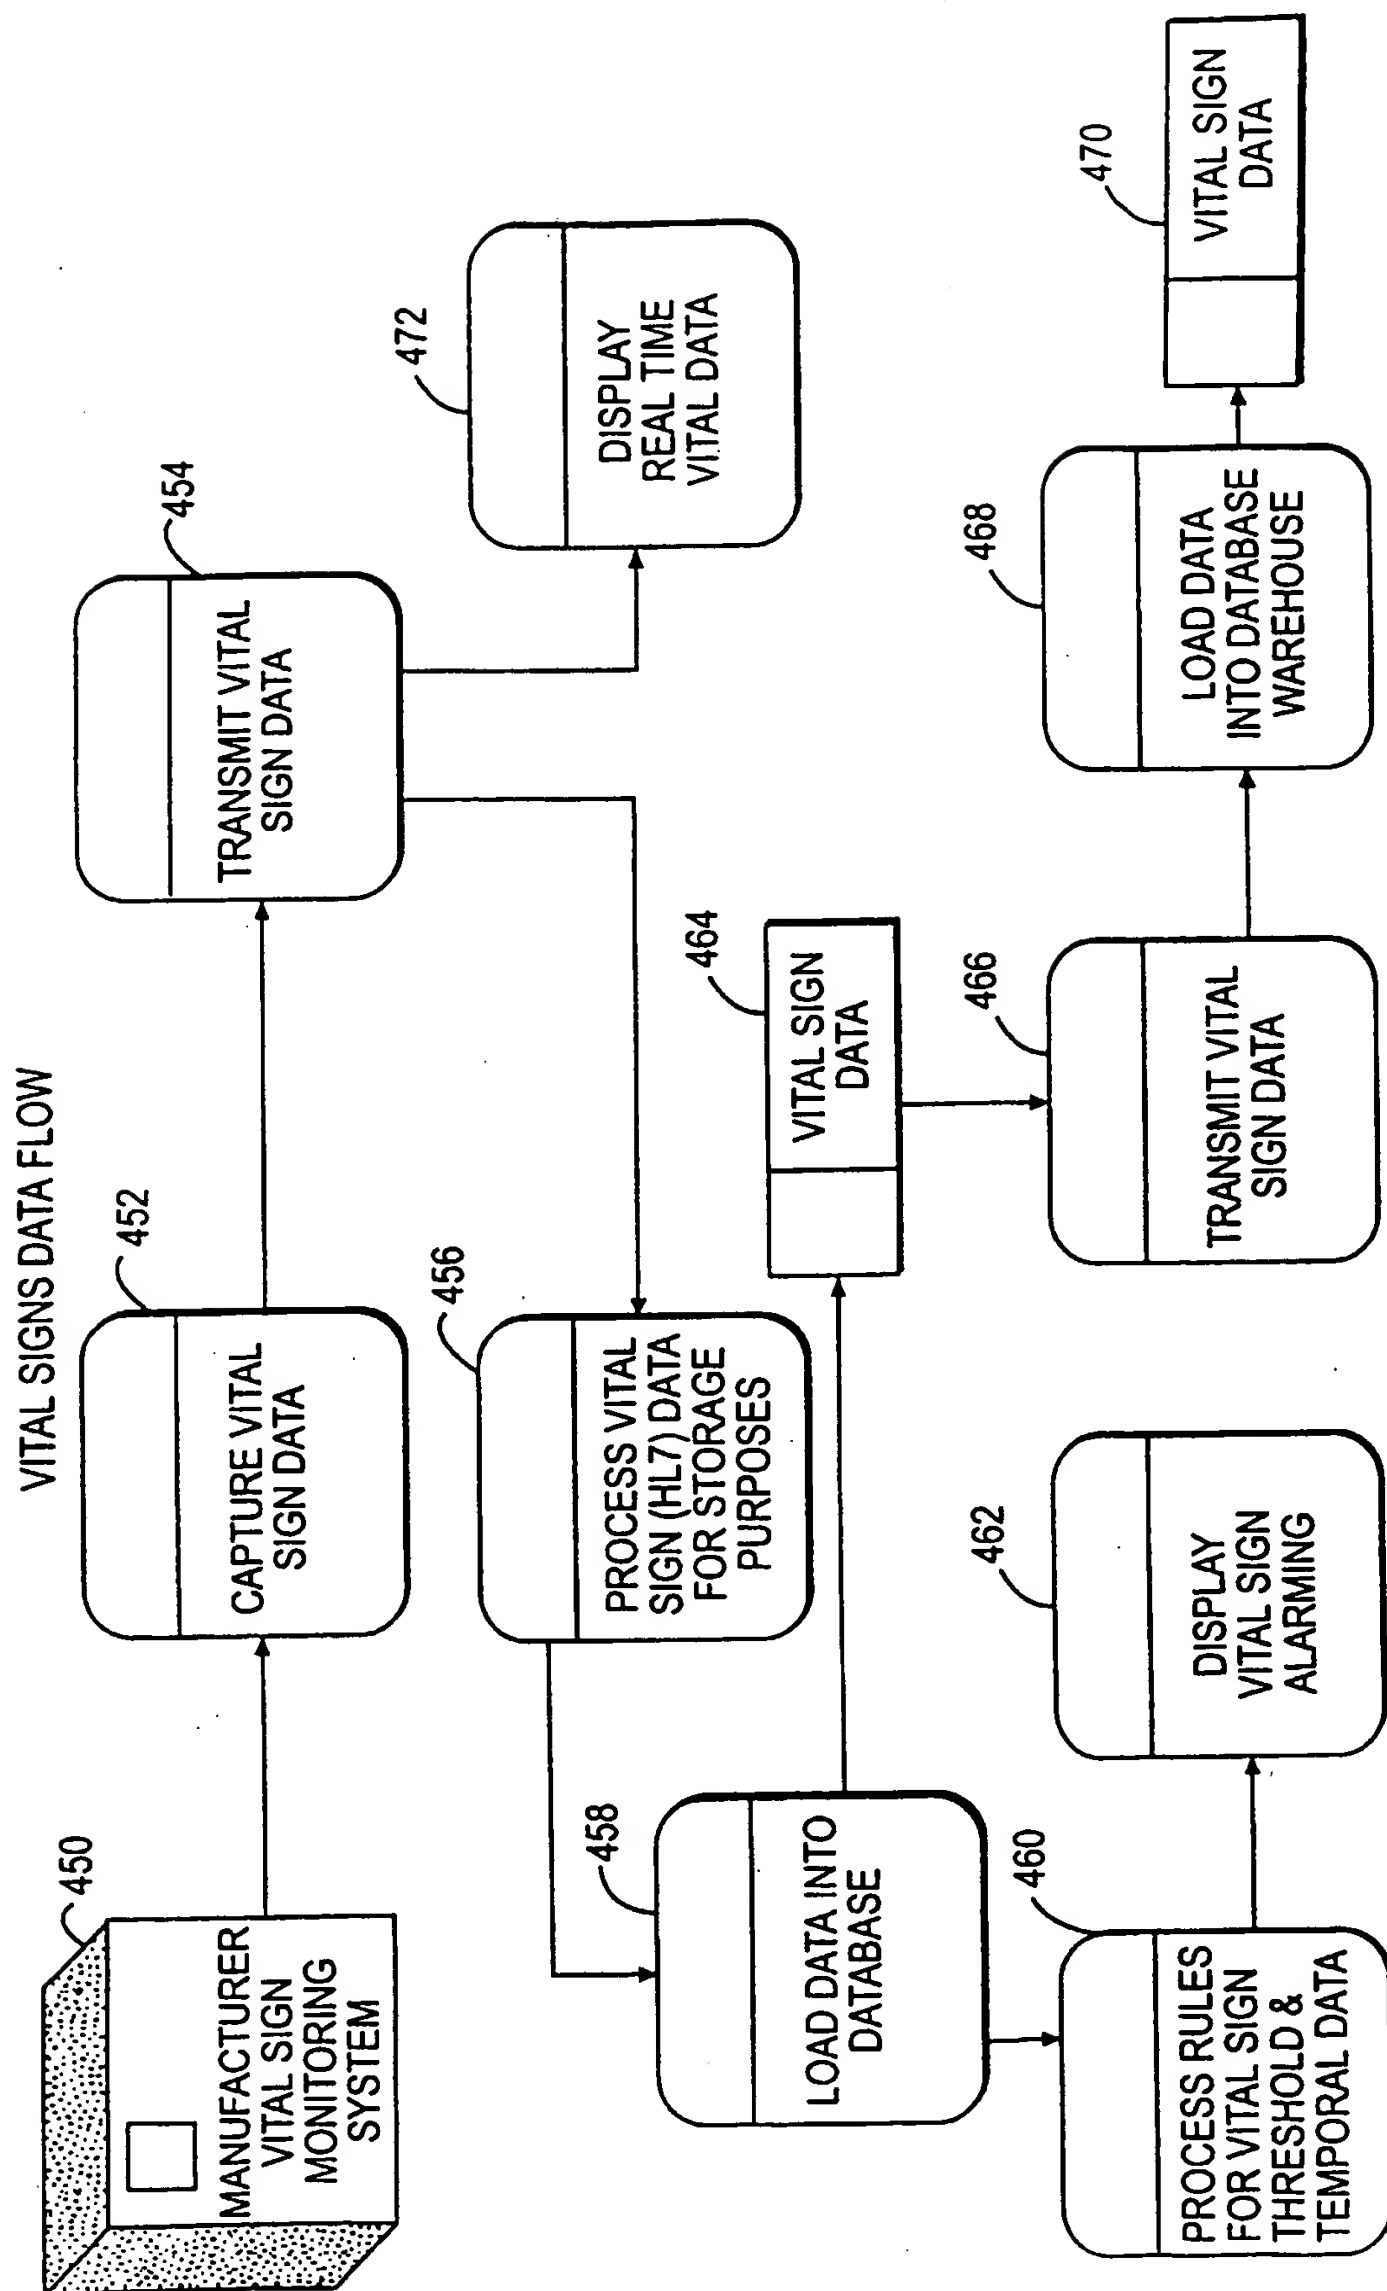 VITAL SIGNS DATA FLOW
450
MANUFACTURER
VITAL SIGN
MONITORING
SYSTEM
452
CAPTURE VITAL
SIGN DATA
454
TRANSMIT VITAL
SIGN DATA
456
PROCESS VITAL
SIGN (HL7) DATA
FOR STORAGE
PURPOSES
472
DISPLAY
REAL TIME
VITAL DATA
458
LOAD DATA INTO
DATABASE
464
VITAL SIGN
DATA
460
PROCESS RULES
FOR VITAL SIGN
THRESHOLD &
TEMPORAL DATA
462
DISPLAY
VITAL SIGN
ALARMING
466
TRANSMIT VITAL
SIGN DATA
468
LOAD DATA
INTO DATABASE
WAREHOUSE
470
VITAL SIGN
DATA